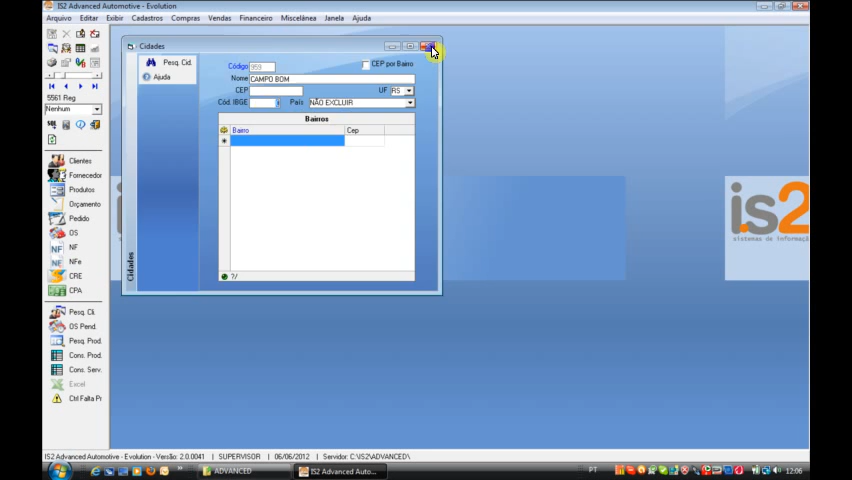 IS2 Advanced Automotive - Evolution
Arquivo Editar Exibir Cadastros Compras Vendas Financeiro Miscelânea Janela Ajuda
Cidades
Pesq. Cid.
Ajuda
Código 959
CEP por Bairro
Nome CAMPO BOM
CEP
UF RS
Cód. IBGE
País NÃO EXCLUIR
Bairros
Bairro Cep
?/
Cidades
5561 Reg
Nenhum
SQL
Clientes
Fornecedor
Produtos
Orçamento
Pedido
OS
NF NF
NF NFe
CRE
CPA
Pesq. Cli.
OS Pend.
Pesq. Prod.
Cons. Prod.
Cons. Serv.
Excel
Ctrl Falta Pr
is2
sistemas de informaçã
IS2 Advanced Automotive - Evolution - Versão: 2.0.0041 SUPERVISOR 06/06/2012 Servidor: C:\IS2\ADVANCED\
ADVANCED
IS2 Advanced Auto...
PT
12:06